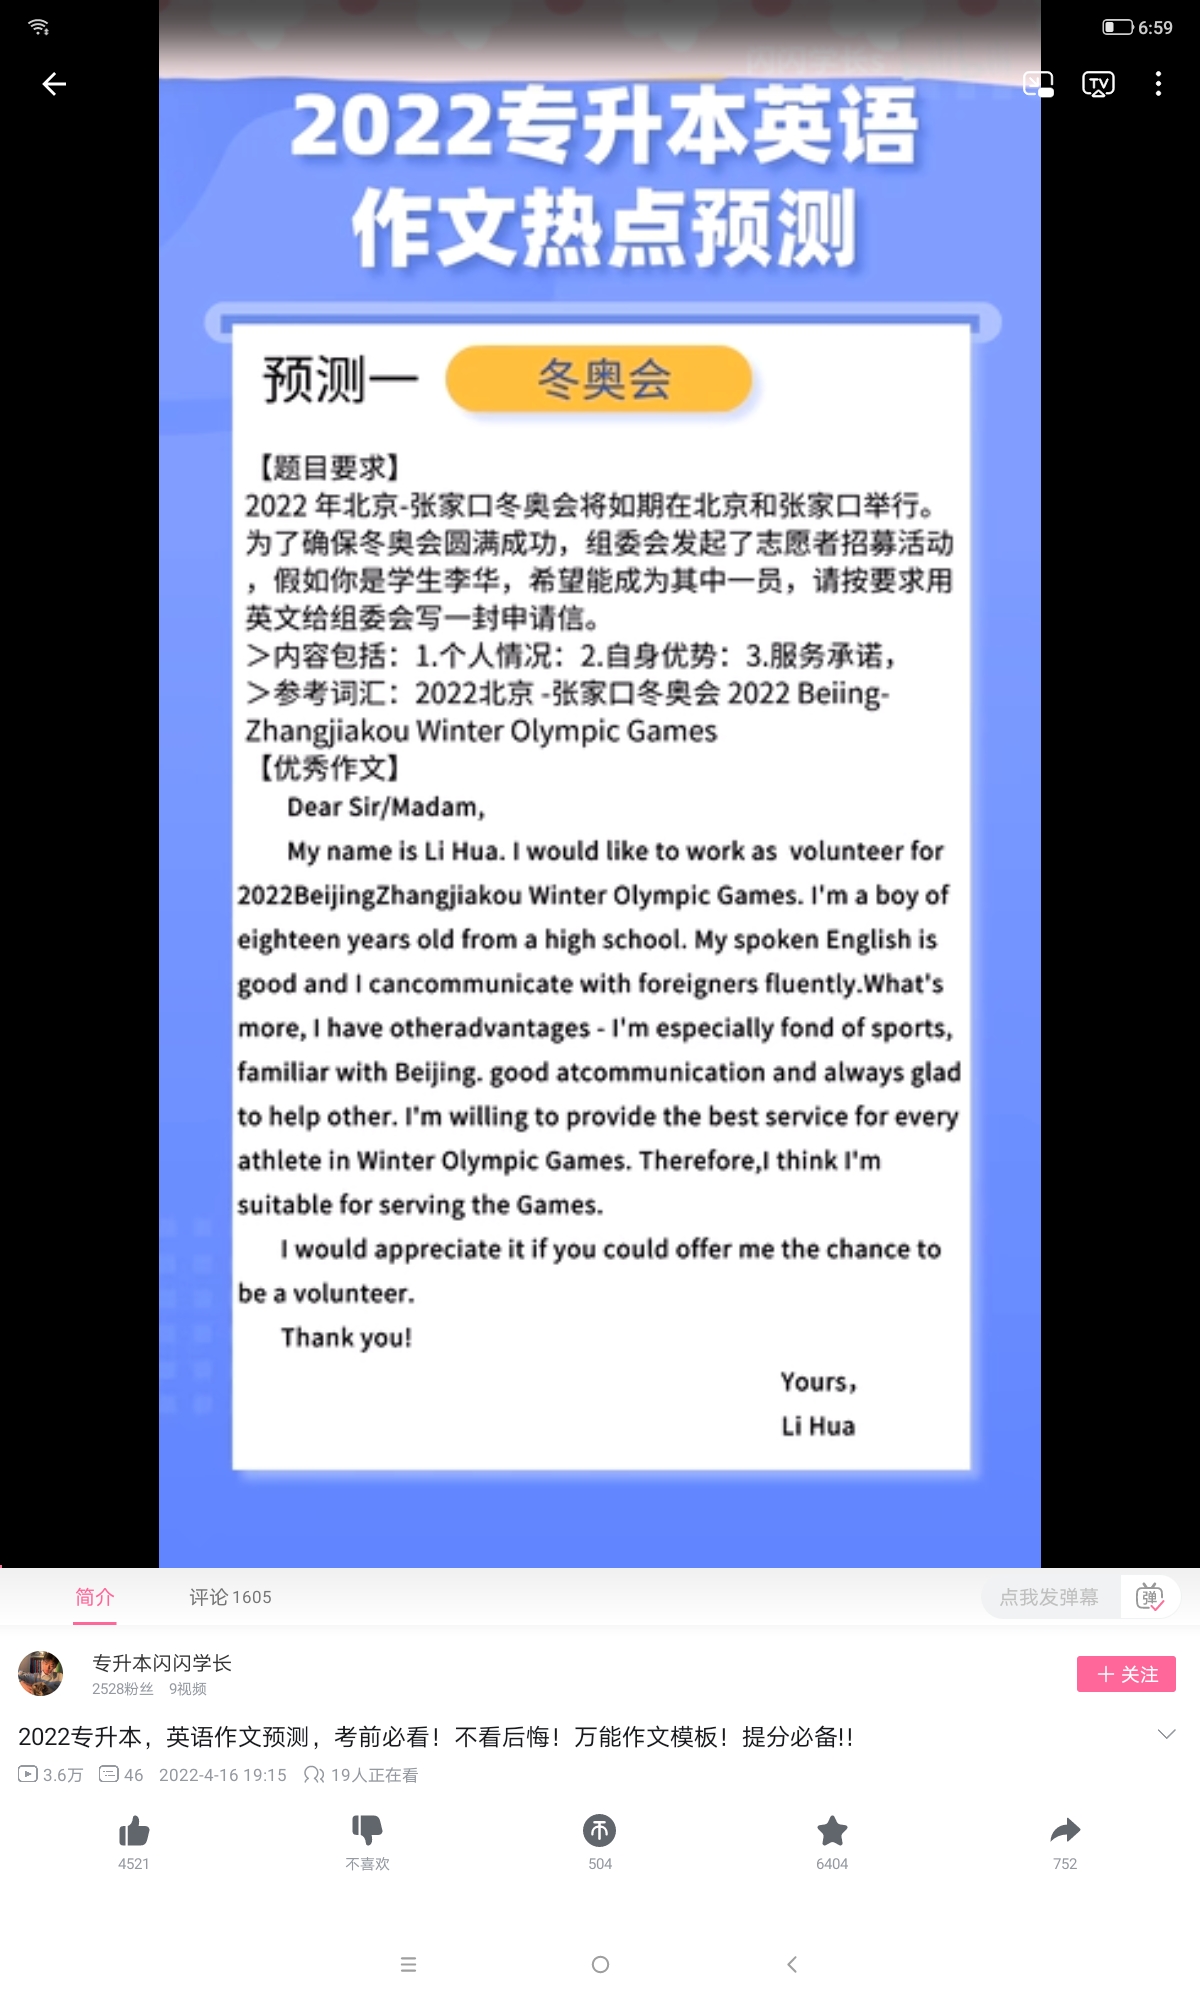 6:59
TV
2022专升本英语
作文热点预测
预测一 冬奥会
【题目要求】
2022 年北京-张家口冬奥会将如期在北京和张家口举行。
为了确保冬奥会圆满成功，组委会发起了志愿者招募活动
，假如你是学生李华，希望能成为其中一员，请按要求用
英文给组委会写一封申请信。
>内容包括：1.个人情况：2.自身优势：3.服务承诺，
>参考词汇：2022北京 -张家口冬奥会 2022 Beiing-
Zhangjiakou Winter Olympic Games
【优秀作文】
Dear Sir/Madam,
My name is Li Hua. I would like to work as volunteer for
2022BeijingZhangjiakou Winter Olympic Games. I'm a boy of
eighteen years old from a high school. My spoken English is
good and I cancommunicate with foreigners fluently.What's
more, I have otheradvantages - I'm especially fond of sports,
familiar with Beijing. good atcommunication and always glad
to help other. I'm willing to provide the best service for every
athlete in Winter Olympic Games. Therefore,I think I'm
suitable for serving the Games.
I would appreciate it if you could offer me the chance to
be a volunteer.
Thank you!
Yours，
Li Hua
简介 评论 1605 点我发弹幕 弹
专升本闪闪学长
2528粉丝 9视频
+ 关注
2022专升本，英语作文预测，考前必看！不看后悔！万能作文模板！提分必备!!
3.6万 46 2022-4-16 19:15 19人正在看
4521 不喜欢 504 6404 752